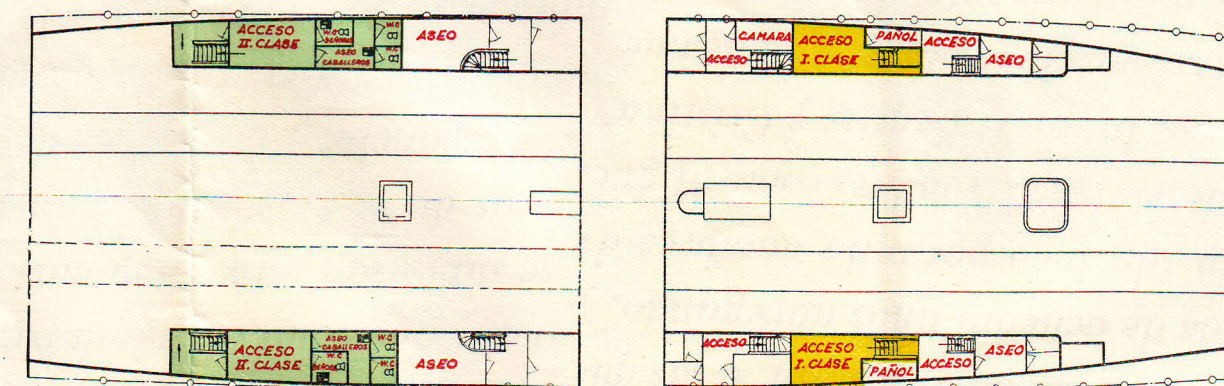 ACCESO
II. CLASE
W.C
SEÑORAS
ASEO
CABALLEROS
W.C
W.C
ASEO
CAMARA
ACCESO
ACCESO
I. CLASE
PAÑOL
ACCESO
ASEO
ACCESO
II. CLASE
ASEO
CABALLEROS
W.C
SEÑORAS
W.C
W.C
ASEO
ACCESO
ACCESO
I. CLASE
PAÑOL
ACCESO
ASEO